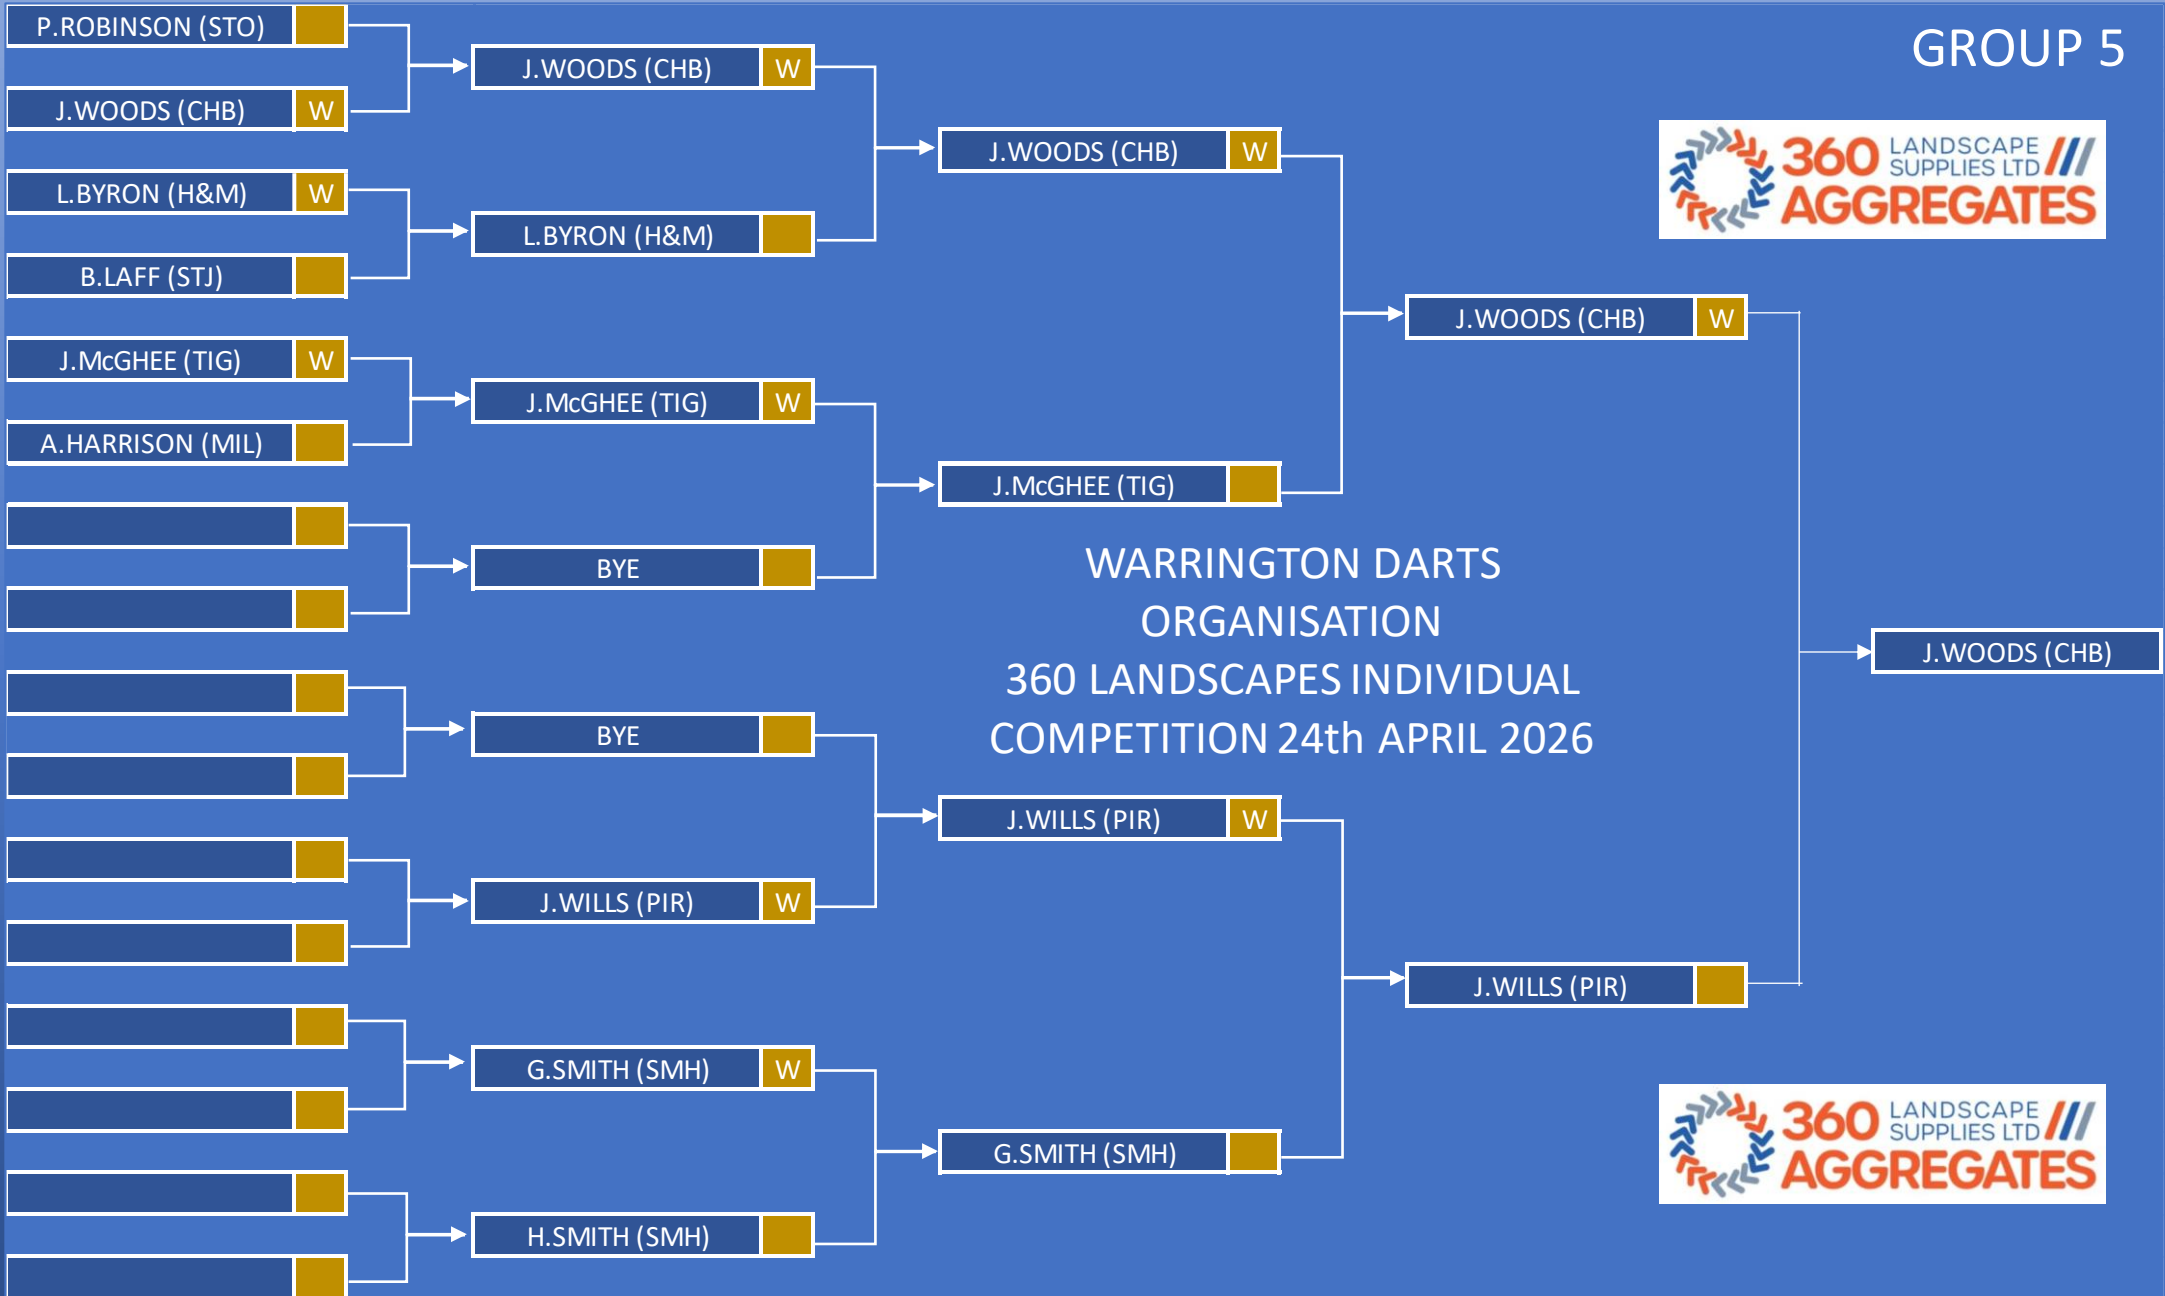 P.ROBINSON (STO)
J.WOODS (CHB) W
L.BYRON (H&M) W
B.LAFF (STJ)
J.McGHEE (TIG) W
A.HARRISON (MIL)
J.WOODS (CHB) W
L.BYRON (H&M)
J.McGHEE (TIG) W
BYE
BYE
J.WILLS (PIR) W
G.SMITH (SMH) W
H.SMITH (SMH)
J.WOODS (CHB) W
J.McGHEE (TIG)
J.WILLS (PIR) W
G.SMITH (SMH)
J.WOODS (CHB) W
J.WILLS (PIR)
J.WOODS (CHB)
GROUP 5
360 LANDSCAPE
SUPPLIES LTD
AGGREGATES
WARRINGTON DARTS
ORGANISATION
360 LANDSCAPES INDIVIDUAL
COMPETITION 24th APRIL 2026
360 LANDSCAPE
SUPPLIES LTD
AGGREGATES